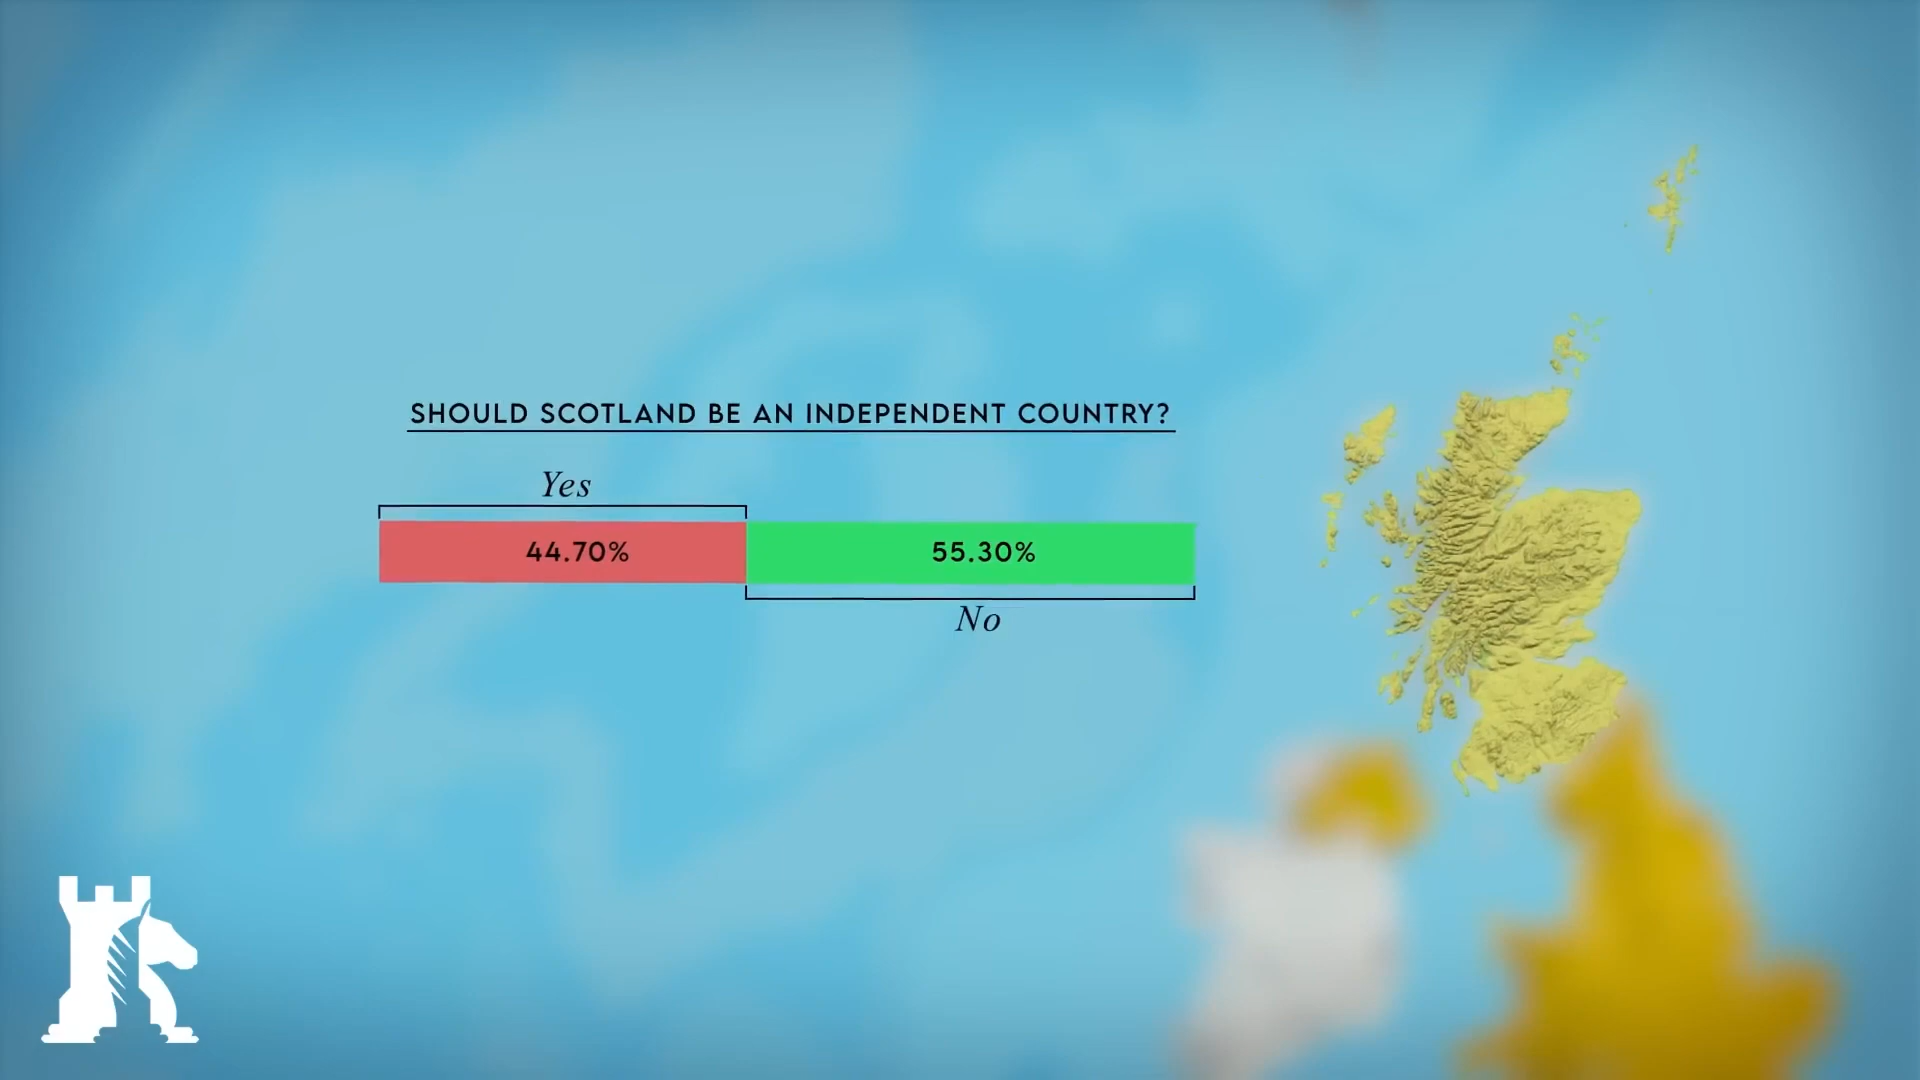 SHOULD SCOTLAND BE AN INDEPENDENT COUNTRY?
Yes
44.70% 55.30%
No